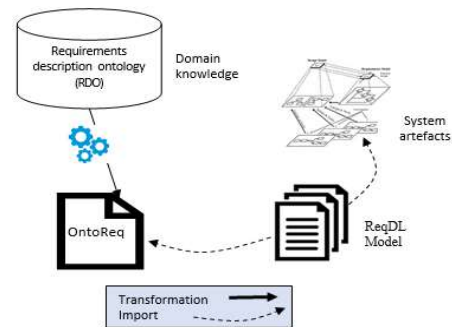 Requirements
description ontology
(RDO)
Domain
knowledge
System
artefacts
OntoReq
ReqDL
Model
Transformation
Import